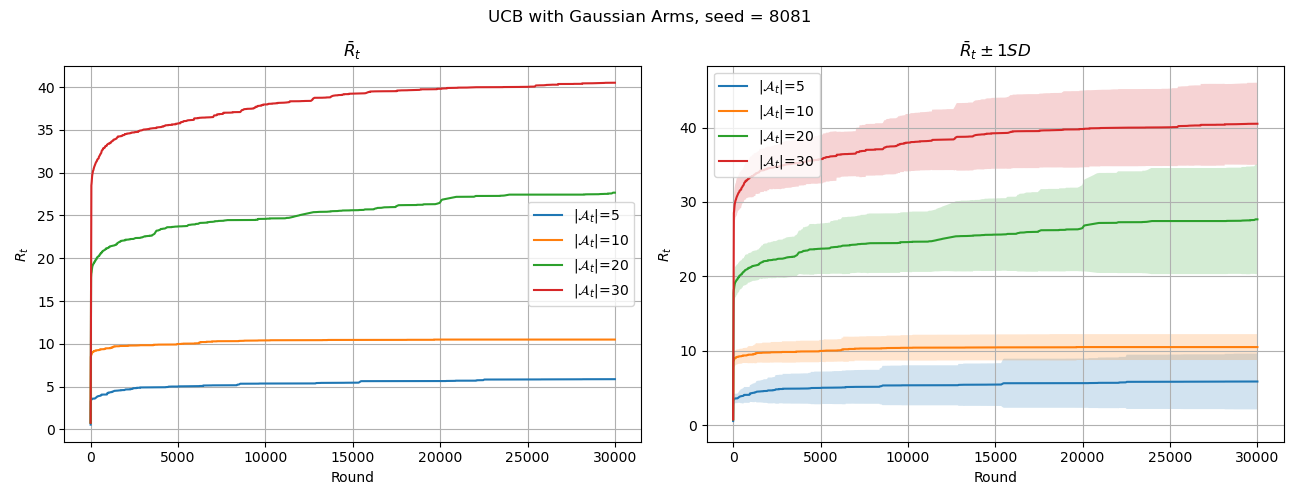 UCB with Gaussian Arms, seed = 8081
R̄ₜ
Rₜ
40
35
30
25
20
15
10
5
0
0 5000 10000 15000 20000 25000 30000
Round
|𝒜ₜ|=5
|𝒜ₜ|=10
|𝒜ₜ|=20
|𝒜ₜ|=30
R̄ₜ ± 1SD
Rₜ
40
30
20
10
0
0 5000 10000 15000 20000 25000 30000
Round
|𝒜ₜ|=5
|𝒜ₜ|=10
|𝒜ₜ|=20
|𝒜ₜ|=30